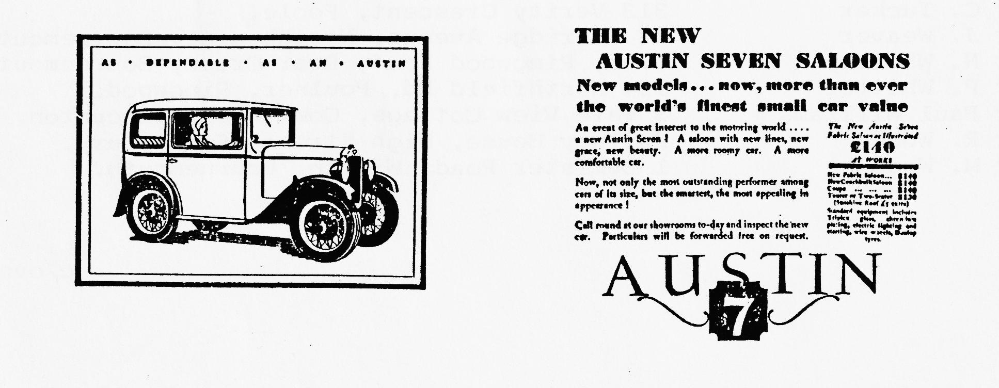 AS · DEPENDABLE · AS · AN · AUSTIN
THE NEW
AUSTIN SEVEN SALOONS
New models... now, more than ever
the world's finest small car value
An event of great interest to the motoring world ....
a new Austin Seven! A saloon with new lines, new
grace, new beauty. A more roomy car. A more
comfortable car.
Now, not only the most outstanding performer among
cars of its size, but the smartest, the most appealing in
appearance!
Call round at our showrooms to-day and inspect the new
car. Particulars will be forwarded free on request.
The New Austin Seven
Fabric Saloon as Illustrated
£140
AT WORKS
New Fabric Saloon... £140
New Coachbuilt Saloon £140
Coupe ... ... ... £140
Tourer or Two-Seater £130
(Sunshine Roof £5 extra)
Standard equipment includes
Triplex glass, chromium
plating, electric lighting and
starting, wire wheels, Dunlop
tyres.
AUSTIN
7